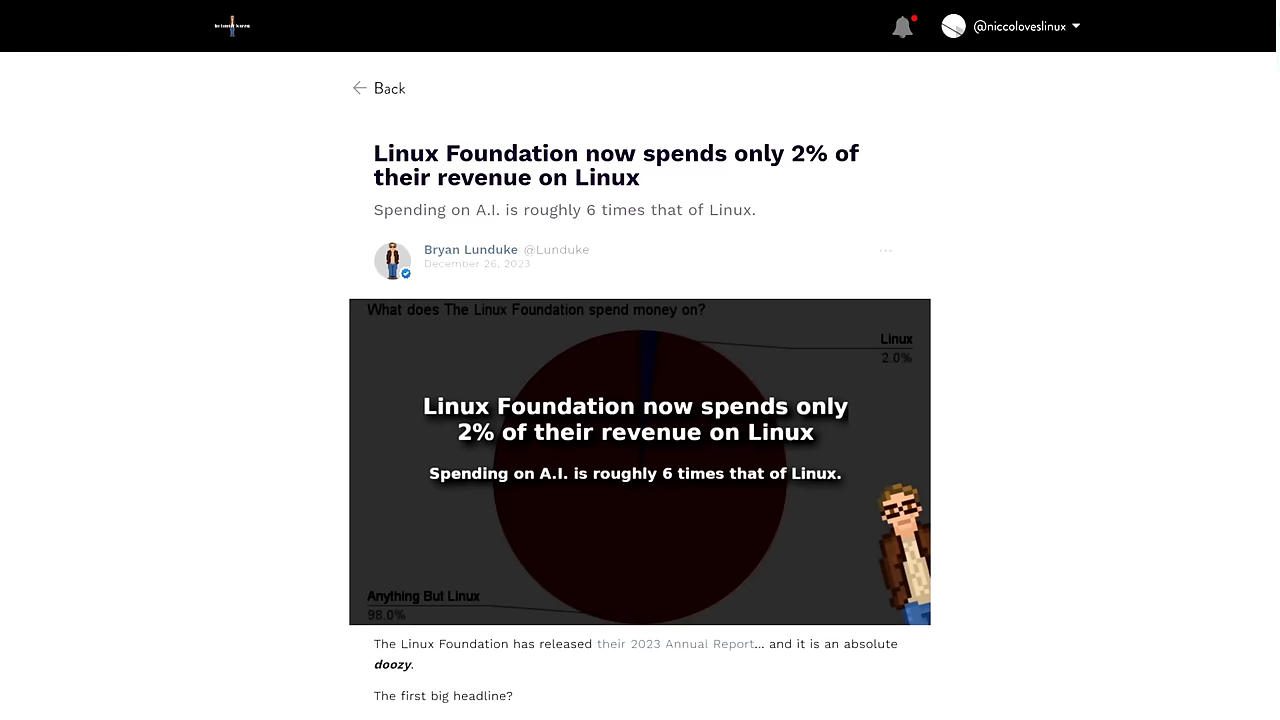 @niccoloveslinux
Back
Linux Foundation now spends only 2% of
their revenue on Linux
Spending on A.I. is roughly 6 times that of Linux.
Bryan Lunduke @Lunduke
December 26, 2023
What does The Linux Foundation spend money on?
Linux
2.0%
Linux Foundation now spends only
2% of their revenue on Linux
Spending on A.I. is roughly 6 times that of Linux.
Anything But Linux
98.0%
The Linux Foundation has released their 2023 Annual Report... and it is an absolute
doozy.
The first big headline?